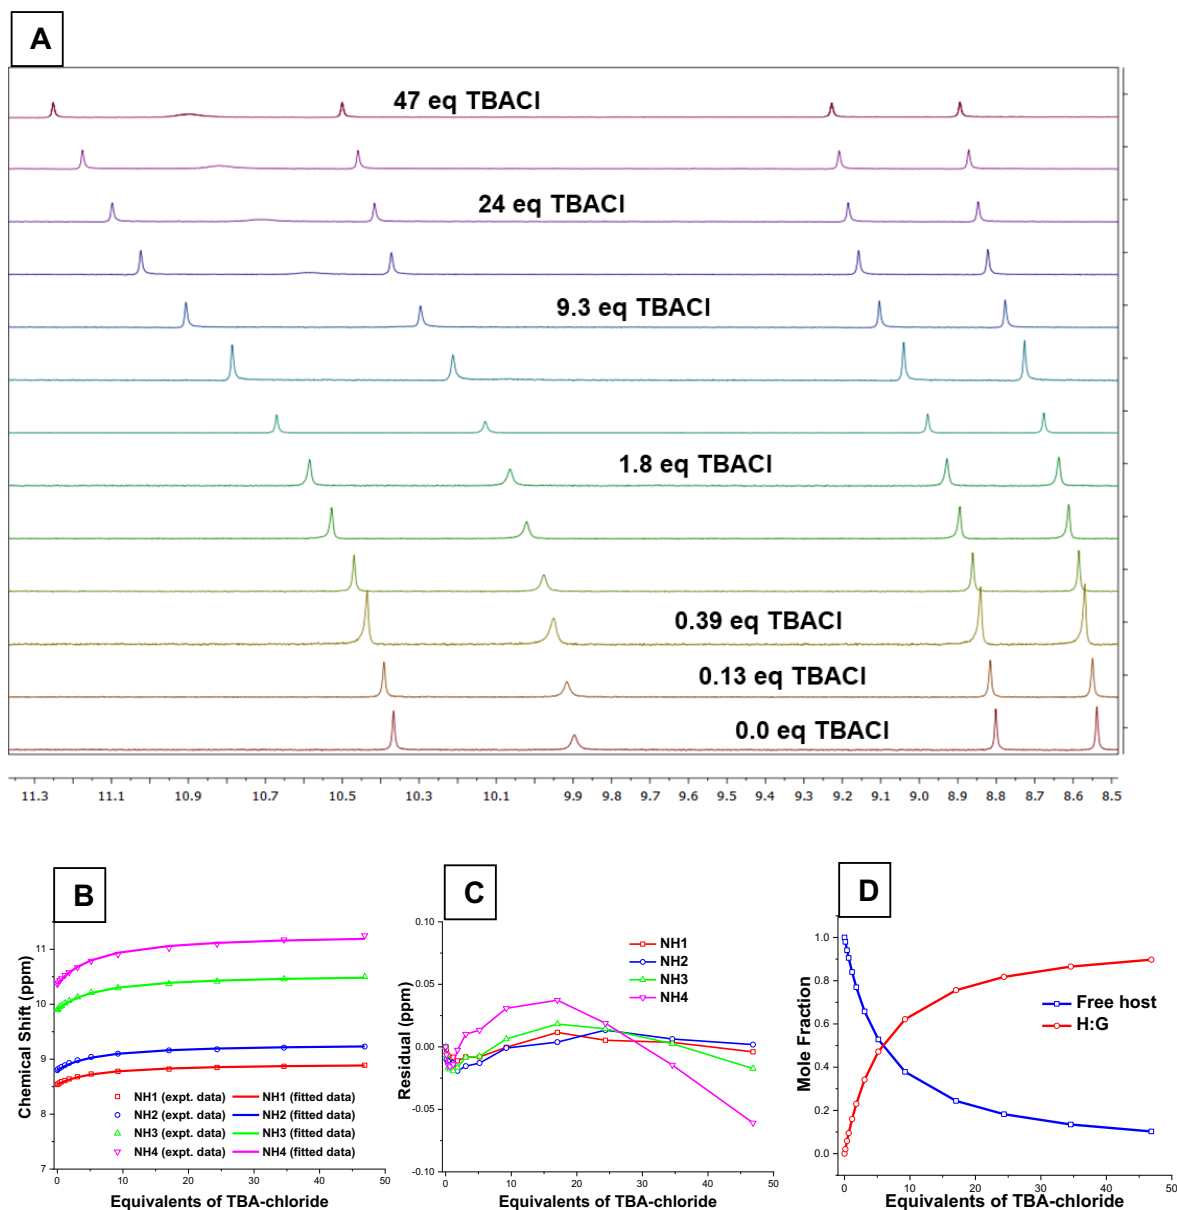 A
47 eq TBACl
24 eq TBACl
9.3 eq TBACl
1.8 eq TBACl
0.39 eq TBACl
0.13 eq TBACl
0.0 eq TBACl
11.3 11.1 10.9 10.7 10.5 10.3 10.1 9.9 9.8 9.7 9.6 9.5 9.4 9.3 9.2 9.1 9.0 8.9 8.8 8.7 8.6 8.5
B
Chemical Shift (ppm)
11
10
9
8
7
NH1 (expt. data) NH1 (fitted data)
NH2 (expt. data) NH2 (fitted data)
NH3 (expt. data) NH3 (fitted data)
NH4 (expt. data) NH4 (fitted data)
0 10 20 30 40 50
Equivalents of TBA-chloride
C
Residual (ppm)
0.10
0.05
0.00
-0.05
-0.10
NH1
NH2
NH3
NH4
0 10 20 30 40 50
Equivalents of TBA-chloride
D
Mole Fraction
1.0
0.8
0.6
0.4
0.2
0.0
Free host
H:G
0 10 20 30 40 50
Equivalents of TBA-chloride